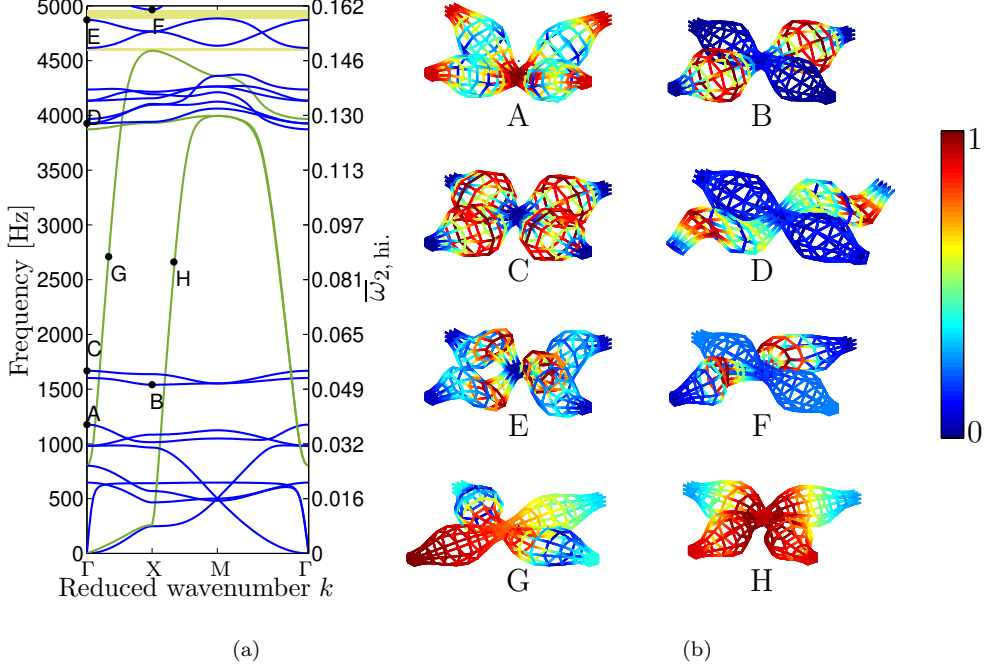 5000
4500
4000
3500
3000
2500
2000
1500
1000
500
0
Frequency [Hz]
0.162
0.146
0.130
0.113
0.097
0.081
0.065
0.049
0.032
0.016
0
ω̅2, hi.
E
F
D
G
H
C
B
A
Γ
X
M
Γ
Reduced wavenumber k
(a)
A
B
C
D
E
F
G
H
1
0
(b)